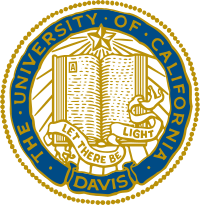 THE · UNIVERSITY · OF · CALIFORNIA
A
LET THERE BE LIGHT
DAVIS